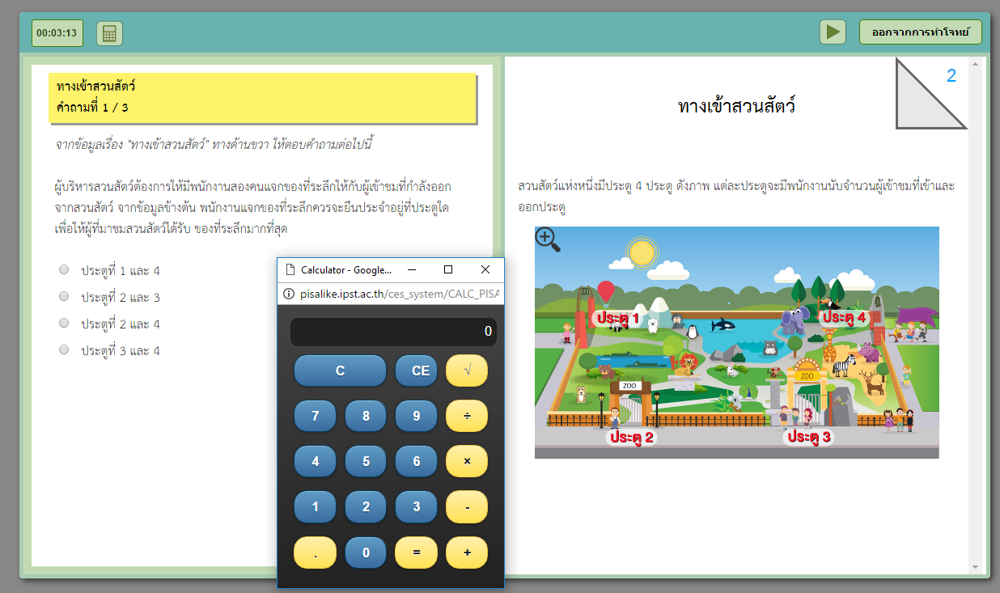 00:03:13
ออกจากการทำโจทย์
ทางเข้าสวนสัตว์
คำถามที่ 1 / 3
จากข้อมูลเรื่อง "ทางเข้าสวนสัตว์" ทางด้านขวา ให้ตอบคำถามต่อไปนี้
ผู้บริหารสวนสัตว์ต้องการให้มีพนักงานสองคนแจกของที่ระลึกให้กับผู้เข้าชมที่กำลังออก
จากสวนสัตว์ จากข้อมูลข้างต้น พนักงานแจกของที่ระลึกควรจะยืนประจำอยู่ที่ประตูใด
เพื่อให้ผู้ที่มาชมสวนสัตว์ได้รับ ของที่ระลึกมากที่สุด
ประตูที่ 1 และ 4
ประตูที่ 2 และ 3
ประตูที่ 2 และ 4
ประตูที่ 3 และ 4
Calculator - Google...
pisalike.ipst.ac.th/ces_system/CALC_PISA
0
C CE √
7 8 9 ÷
4 5 6 ×
1 2 3 -
. 0 = +
2
ทางเข้าสวนสัตว์
สวนสัตว์แห่งหนึ่งมีประตู 4 ประตู ดังภาพ แต่ละประตูจะมีพนักงานนับจำนวนผู้เข้าชมที่เข้าและ
ออกประตู
ZOO
ประตู 1
ประตู 4
ZOO
ZOO
ประตู 2
ประตู 3